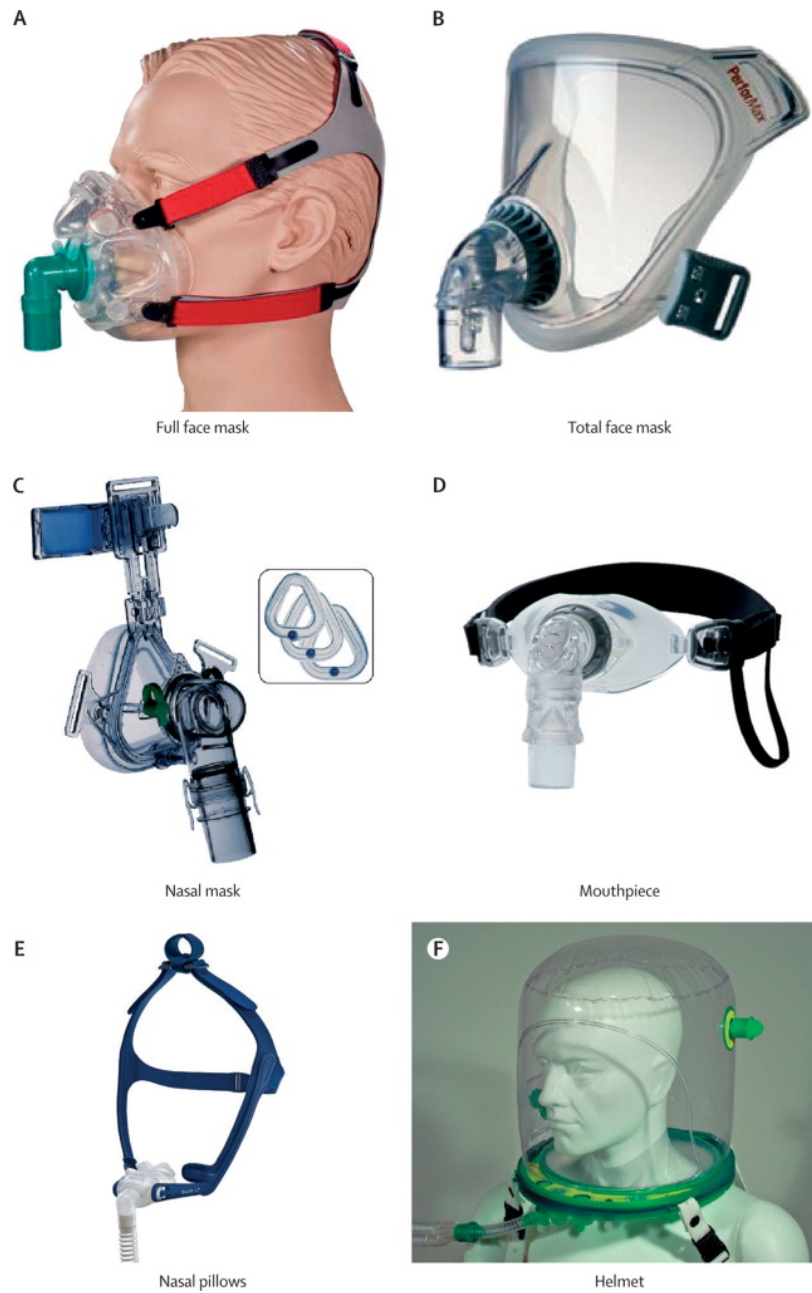 A
B
PerforMax
Full face mask
Total face mask
C
D
Nasal mask
Mouthpiece
E
F
Nasal pillows
Helmet